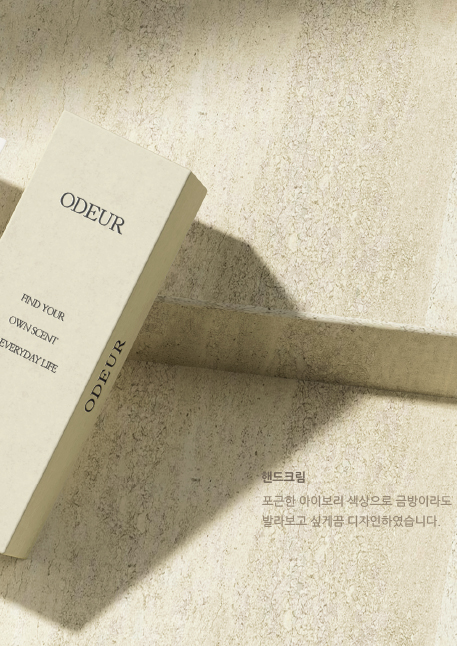 ODEUR
FIND YOUR
OWN SCENT
EVERYDAY LIFE
ODEUR
핸드크림
포근한 아이보리 색상으로 금방이라도
발라보고 싶게끔 디자인하였습니다.